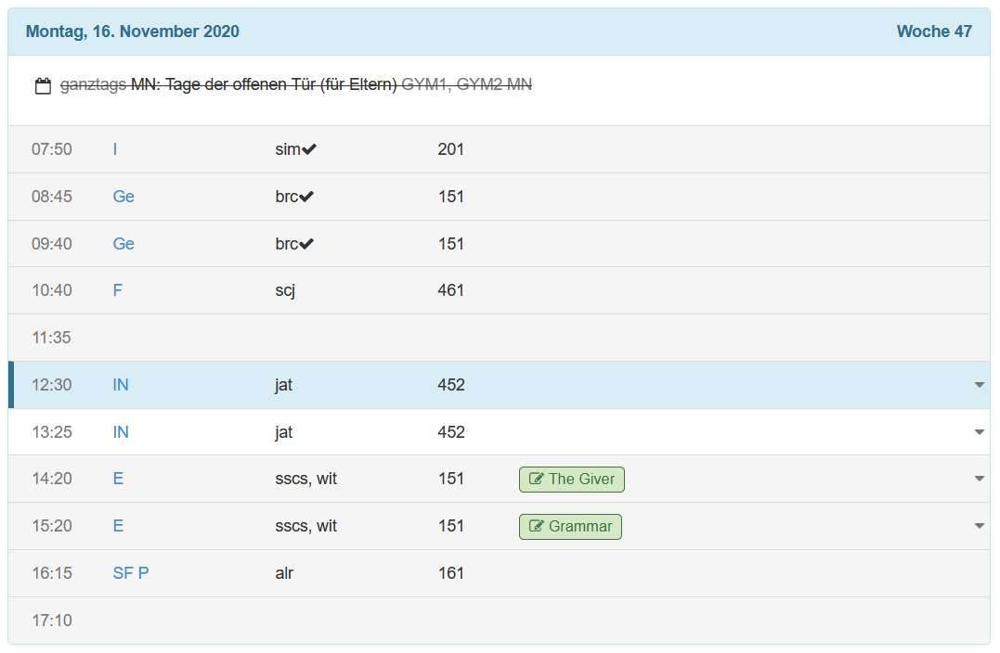 Montag, 16. November 2020 Woche 47
ganztags MN: Tage der offenen Tür (für Eltern) GYM1, GYM2 MN
07:50 I sim✔ 201
08:45 Ge brc✔ 151
09:40 Ge brc✔ 151
10:40 F scj 461
11:35
12:30 IN jat 452
13:25 IN jat 452
14:20 E sscs, wit 151 The Giver
15:20 E sscs, wit 151 Grammar
16:15 SF P alr 161
17:10